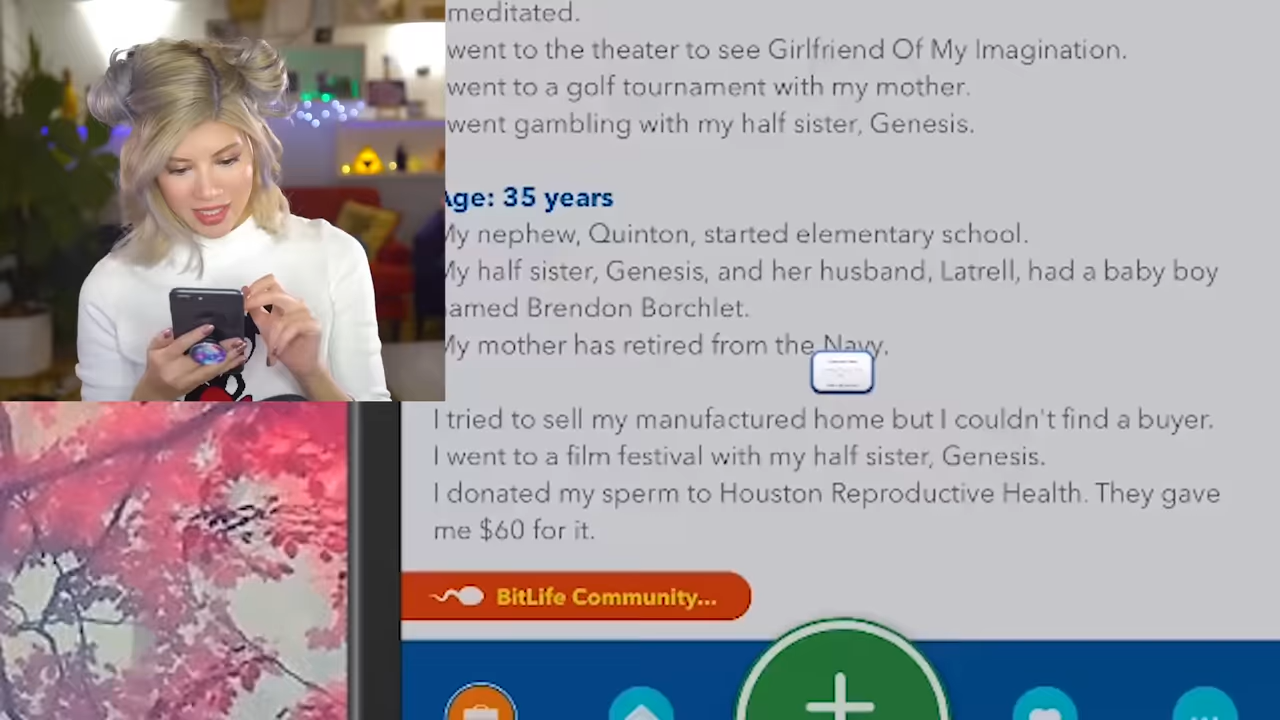 meditated.
went to the theater to see Girlfriend Of My Imagination.
went to a golf tournament with my mother.
went gambling with my half sister, Genesis.
Age: 35 years
My nephew, Quinton, started elementary school.
My half sister, Genesis, and her husband, Latrell, had a baby boy
named Brendon Borchlet.
My mother has retired from the Navy.
I tried to sell my manufactured home but I couldn't find a buyer.
I went to a film festival with my half sister, Genesis.
I donated my sperm to Houston Reproductive Health. They gave
me $60 for it.
BitLife Community...